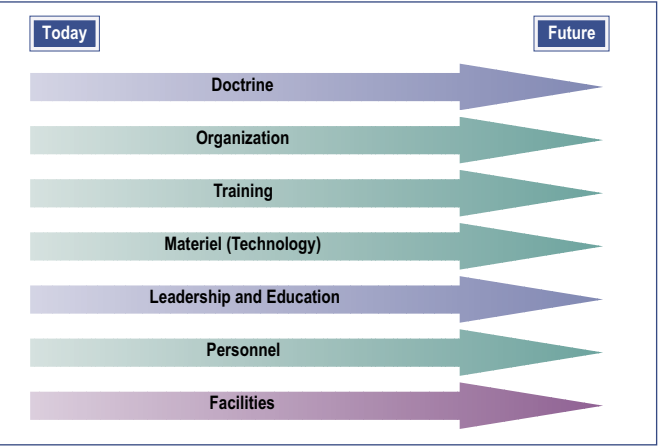 Today
Future
Doctrine
Organization
Training
Materiel (Technology)
Leadership and Education
Personnel
Facilities